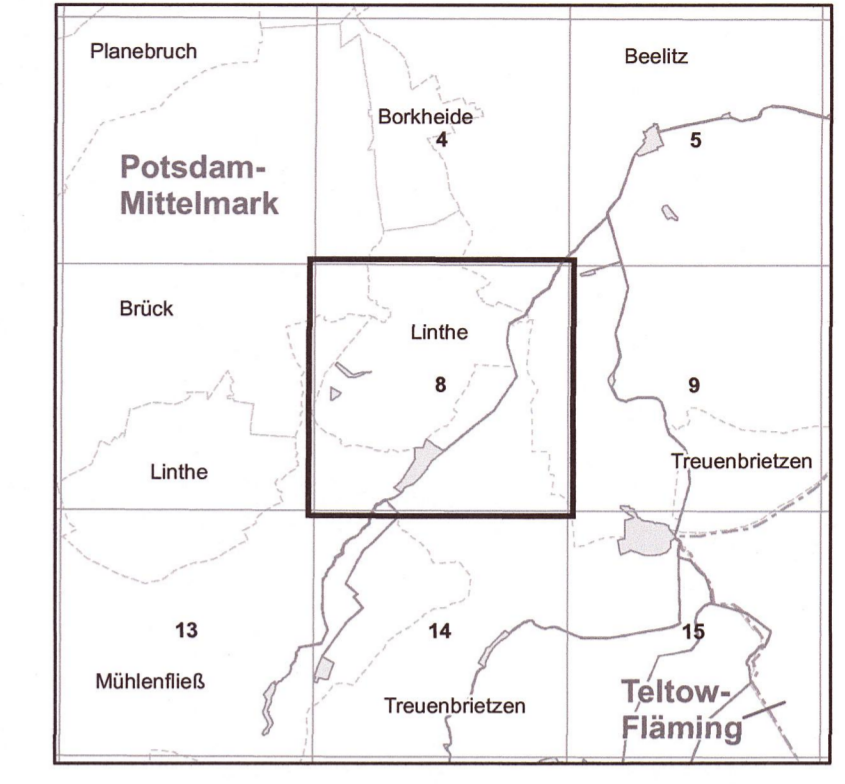 Planebruch
Beelitz
Borkheide
4
5
Potsdam-
Mittelmark
Brück
Linthe
8
9
Linthe
Treuenbrietzen
13
14
15
Mühlenfließ
Treuenbrietzen
Teltow-
Fläming